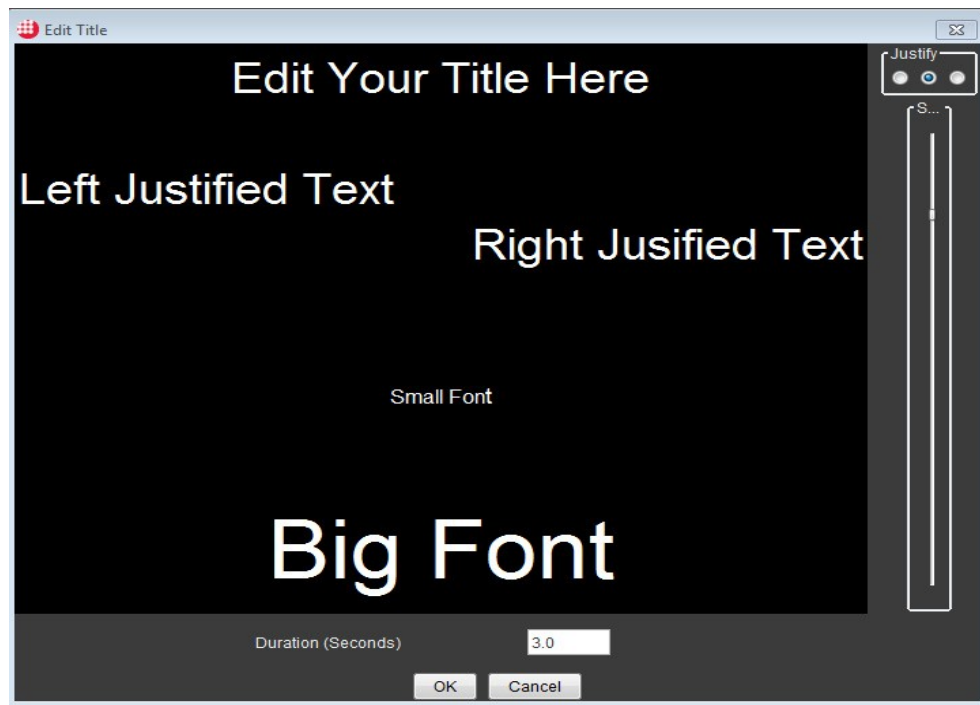 Edit Title
Edit Your Title Here
Justify
S...
Left Justified Text
Right Jusified Text
Small Font
Big Font
Duration (Seconds) 3.0
OK Cancel